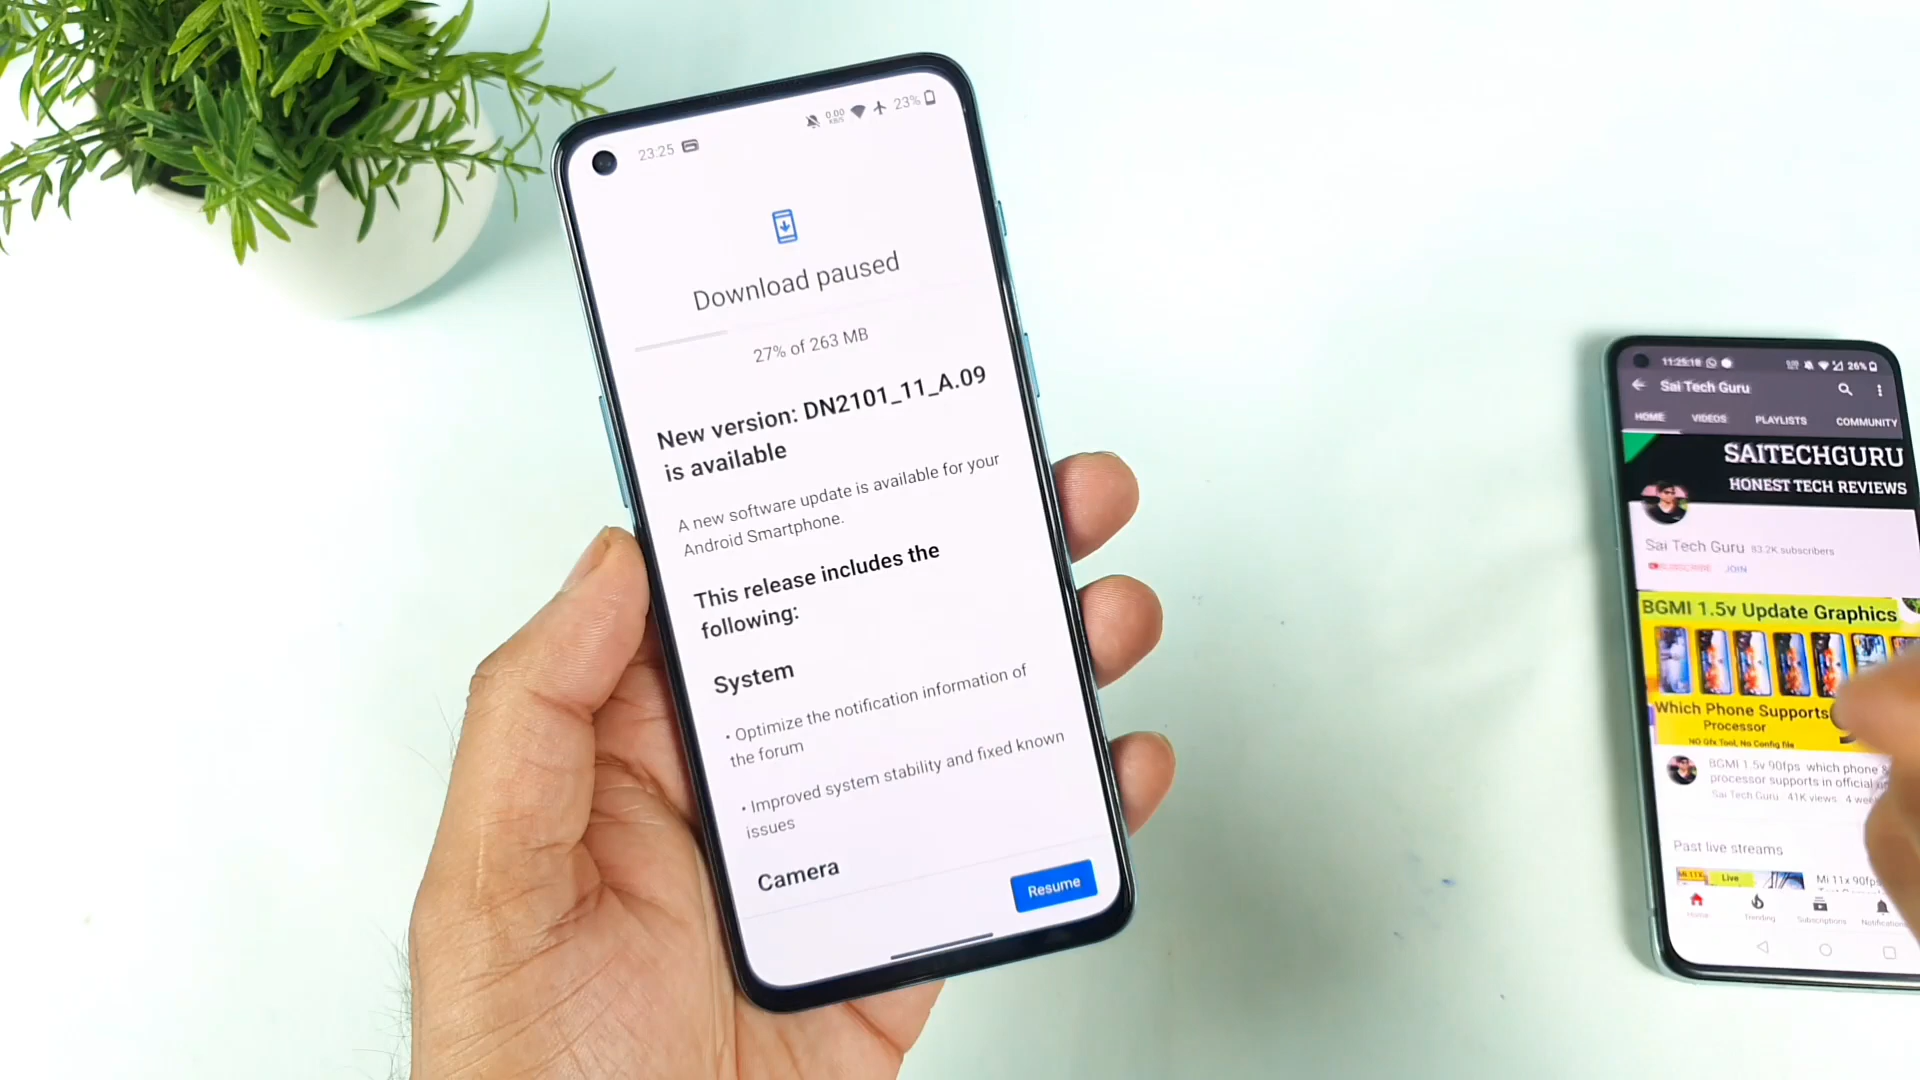 23:25
0.00
KB/S
23%
Download paused
27% of 263 MB
New version: DN2101_11_A.09
is available
A new software update is available for your
Android Smartphone.
This release includes the
following:
System
• Optimize the notification information of
the forum
• Improved system stability and fixed known
issues
Camera
Resume
11:25:18
26%
Sai Tech Guru
HOME VIDEOS PLAYLISTS COMMUNITY
SAITECHGURU
HONEST TECH REVIEWS
Sai Tech Guru 83.2K subscribers
SUBSCRIBE JOIN
BGMI 1.5v Update Graphics
Which Phone Supports
Processor
NO Gfx Tool, No Config file
BGMI 1.5v 90fps which phone &
processor supports in official
Sai Tech Guru · 41K views · 4
Past live streams
Live
Mi 11x 90fps
Home Trending Subscriptions Notifications